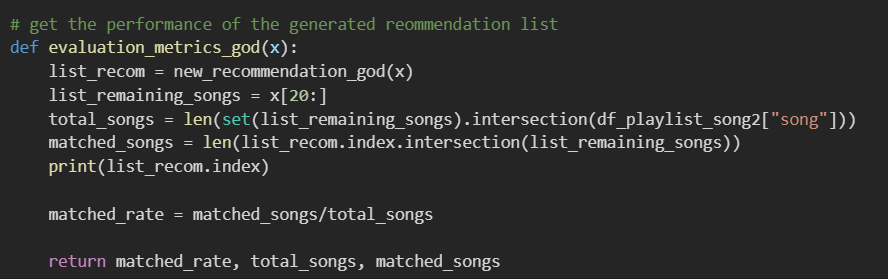 # get the performance of the generated reommendation list
def evaluation_metrics_god(x):
    list_recom = new_recommendation_god(x)
    list_remaining_songs = x[20:]
    total_songs = len(set(list_remaining_songs).intersection(df_playlist_song2["song"]))
    matched_songs = len(list_recom.index.intersection(list_remaining_songs))
    print(list_recom.index)

    matched_rate = matched_songs/total_songs

    return matched_rate, total_songs, matched_songs